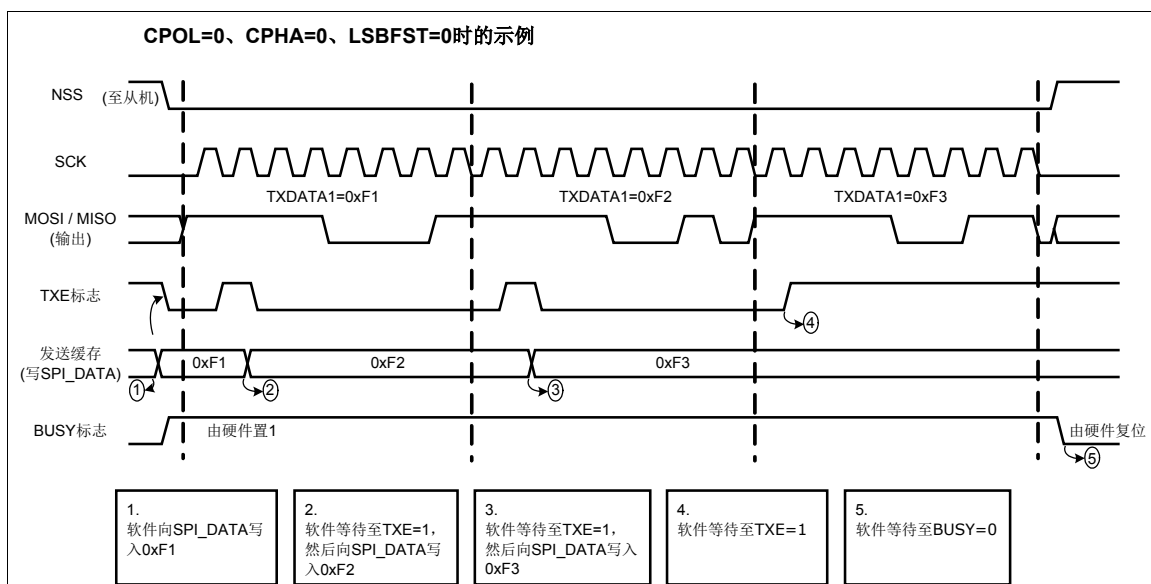 CPOL=0、CPHA=0、LSBFST=0时的示例
NSS (至从机)
SCK
TXDATA1=0xF1 TXDATA1=0xF2 TXDATA1=0xF3
MOSI / MISO
(输出)
TXE标志
4
发送缓存
(写SPI_DATA)
0xF1 0xF2 0xF3
1 2 3
BUSY标志 由硬件置1 由硬件复位
5
1.
软件向SPI_DATA写
入0xF1
2.
软件等待至TXE=1，
然后向SPI_DATA写
入0xF2
3.
软件等待至TXE=1，
然后向SPI_DATA写入
0xF3
4.
软件等待至TXE=1
5.
软件等待至BUSY=0